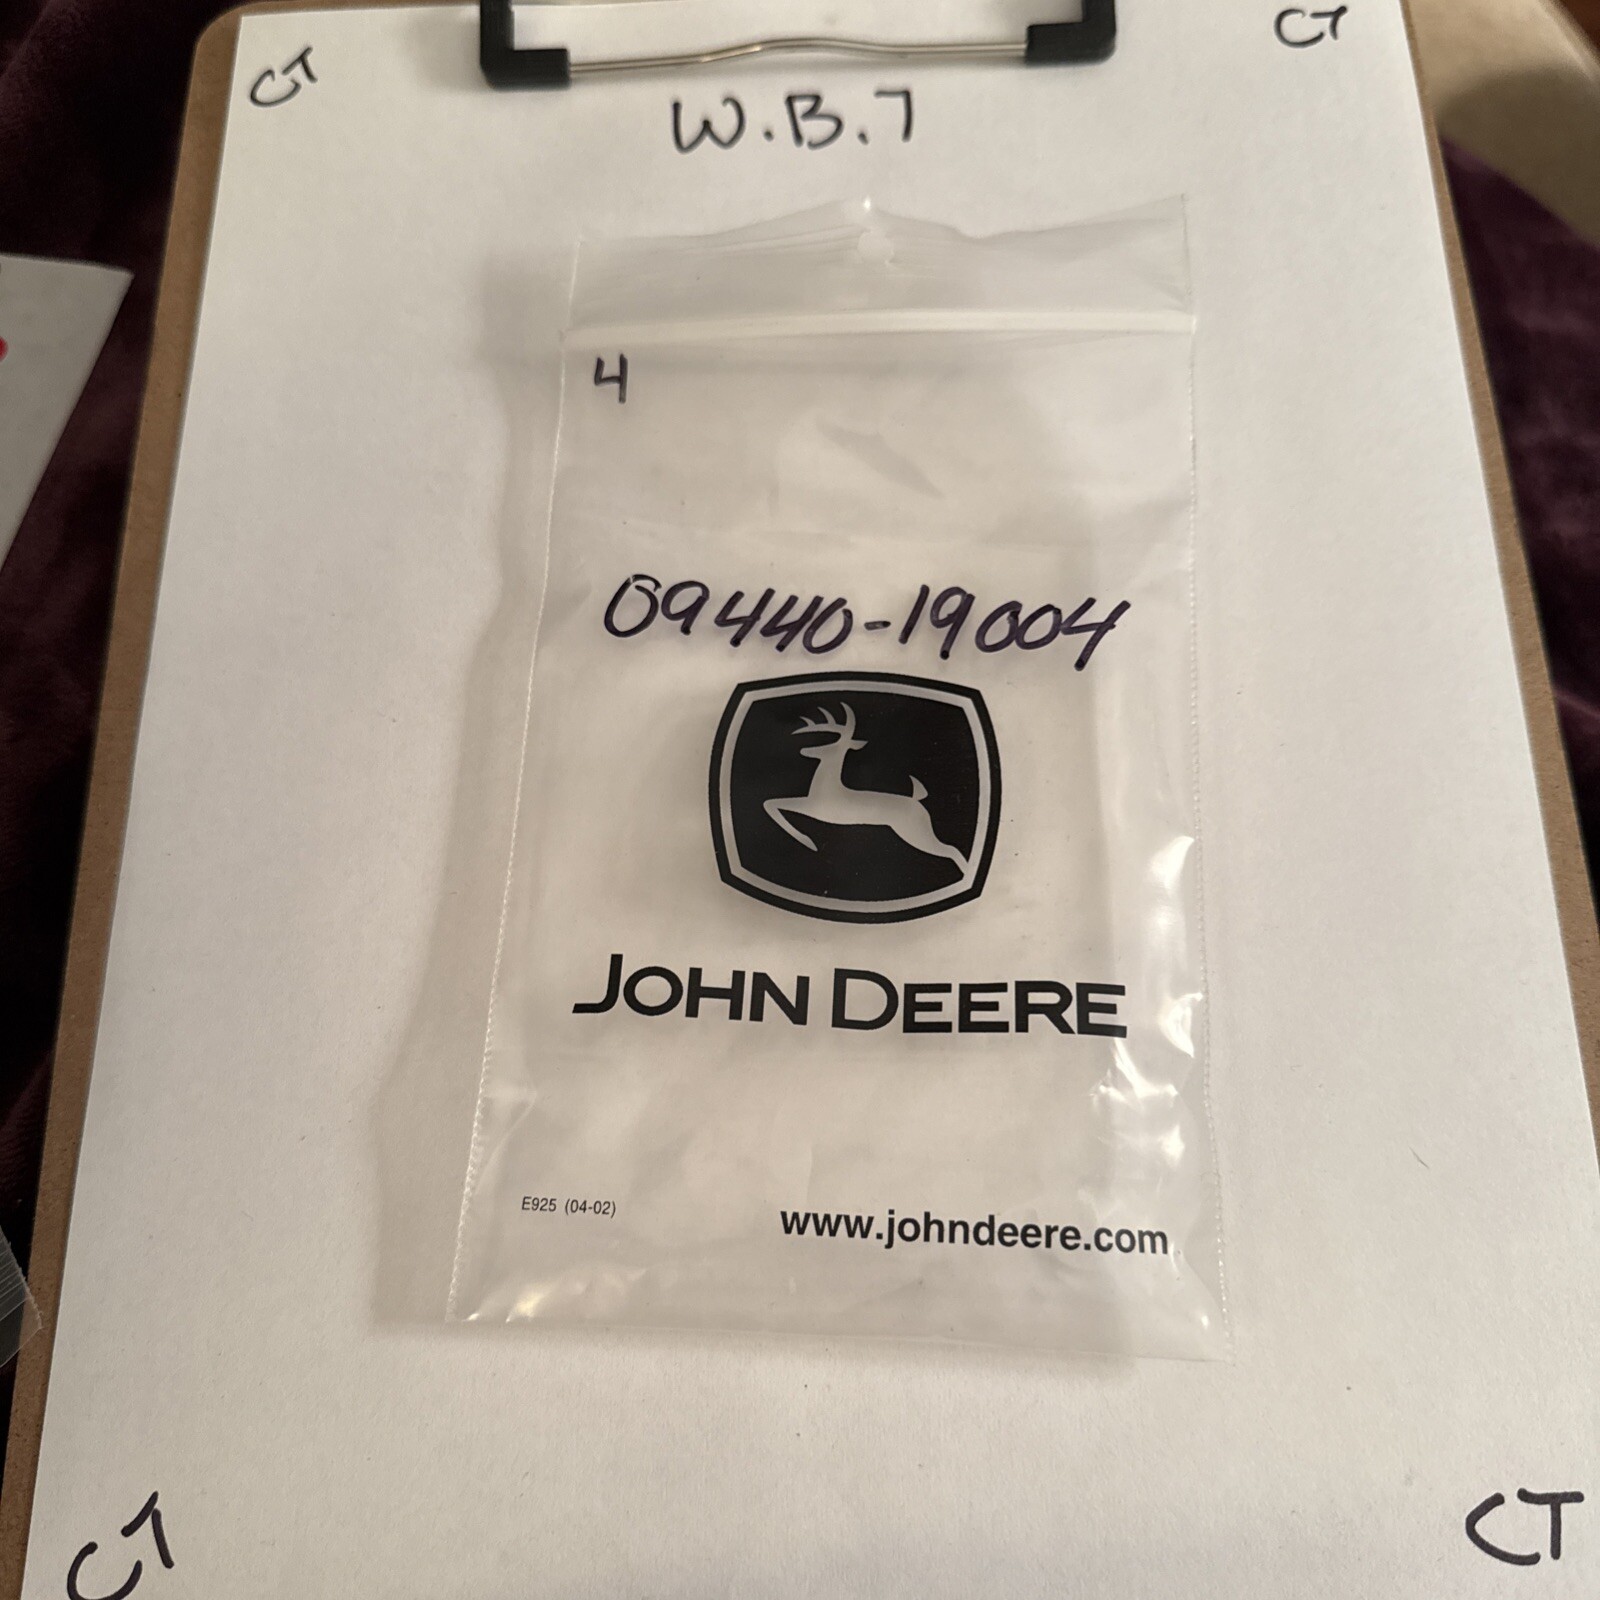 CT
CT
W.B.7
4
09440-19004
JOHN DEERE
E925 (04-02)
www.johndeere.com
CT
CT